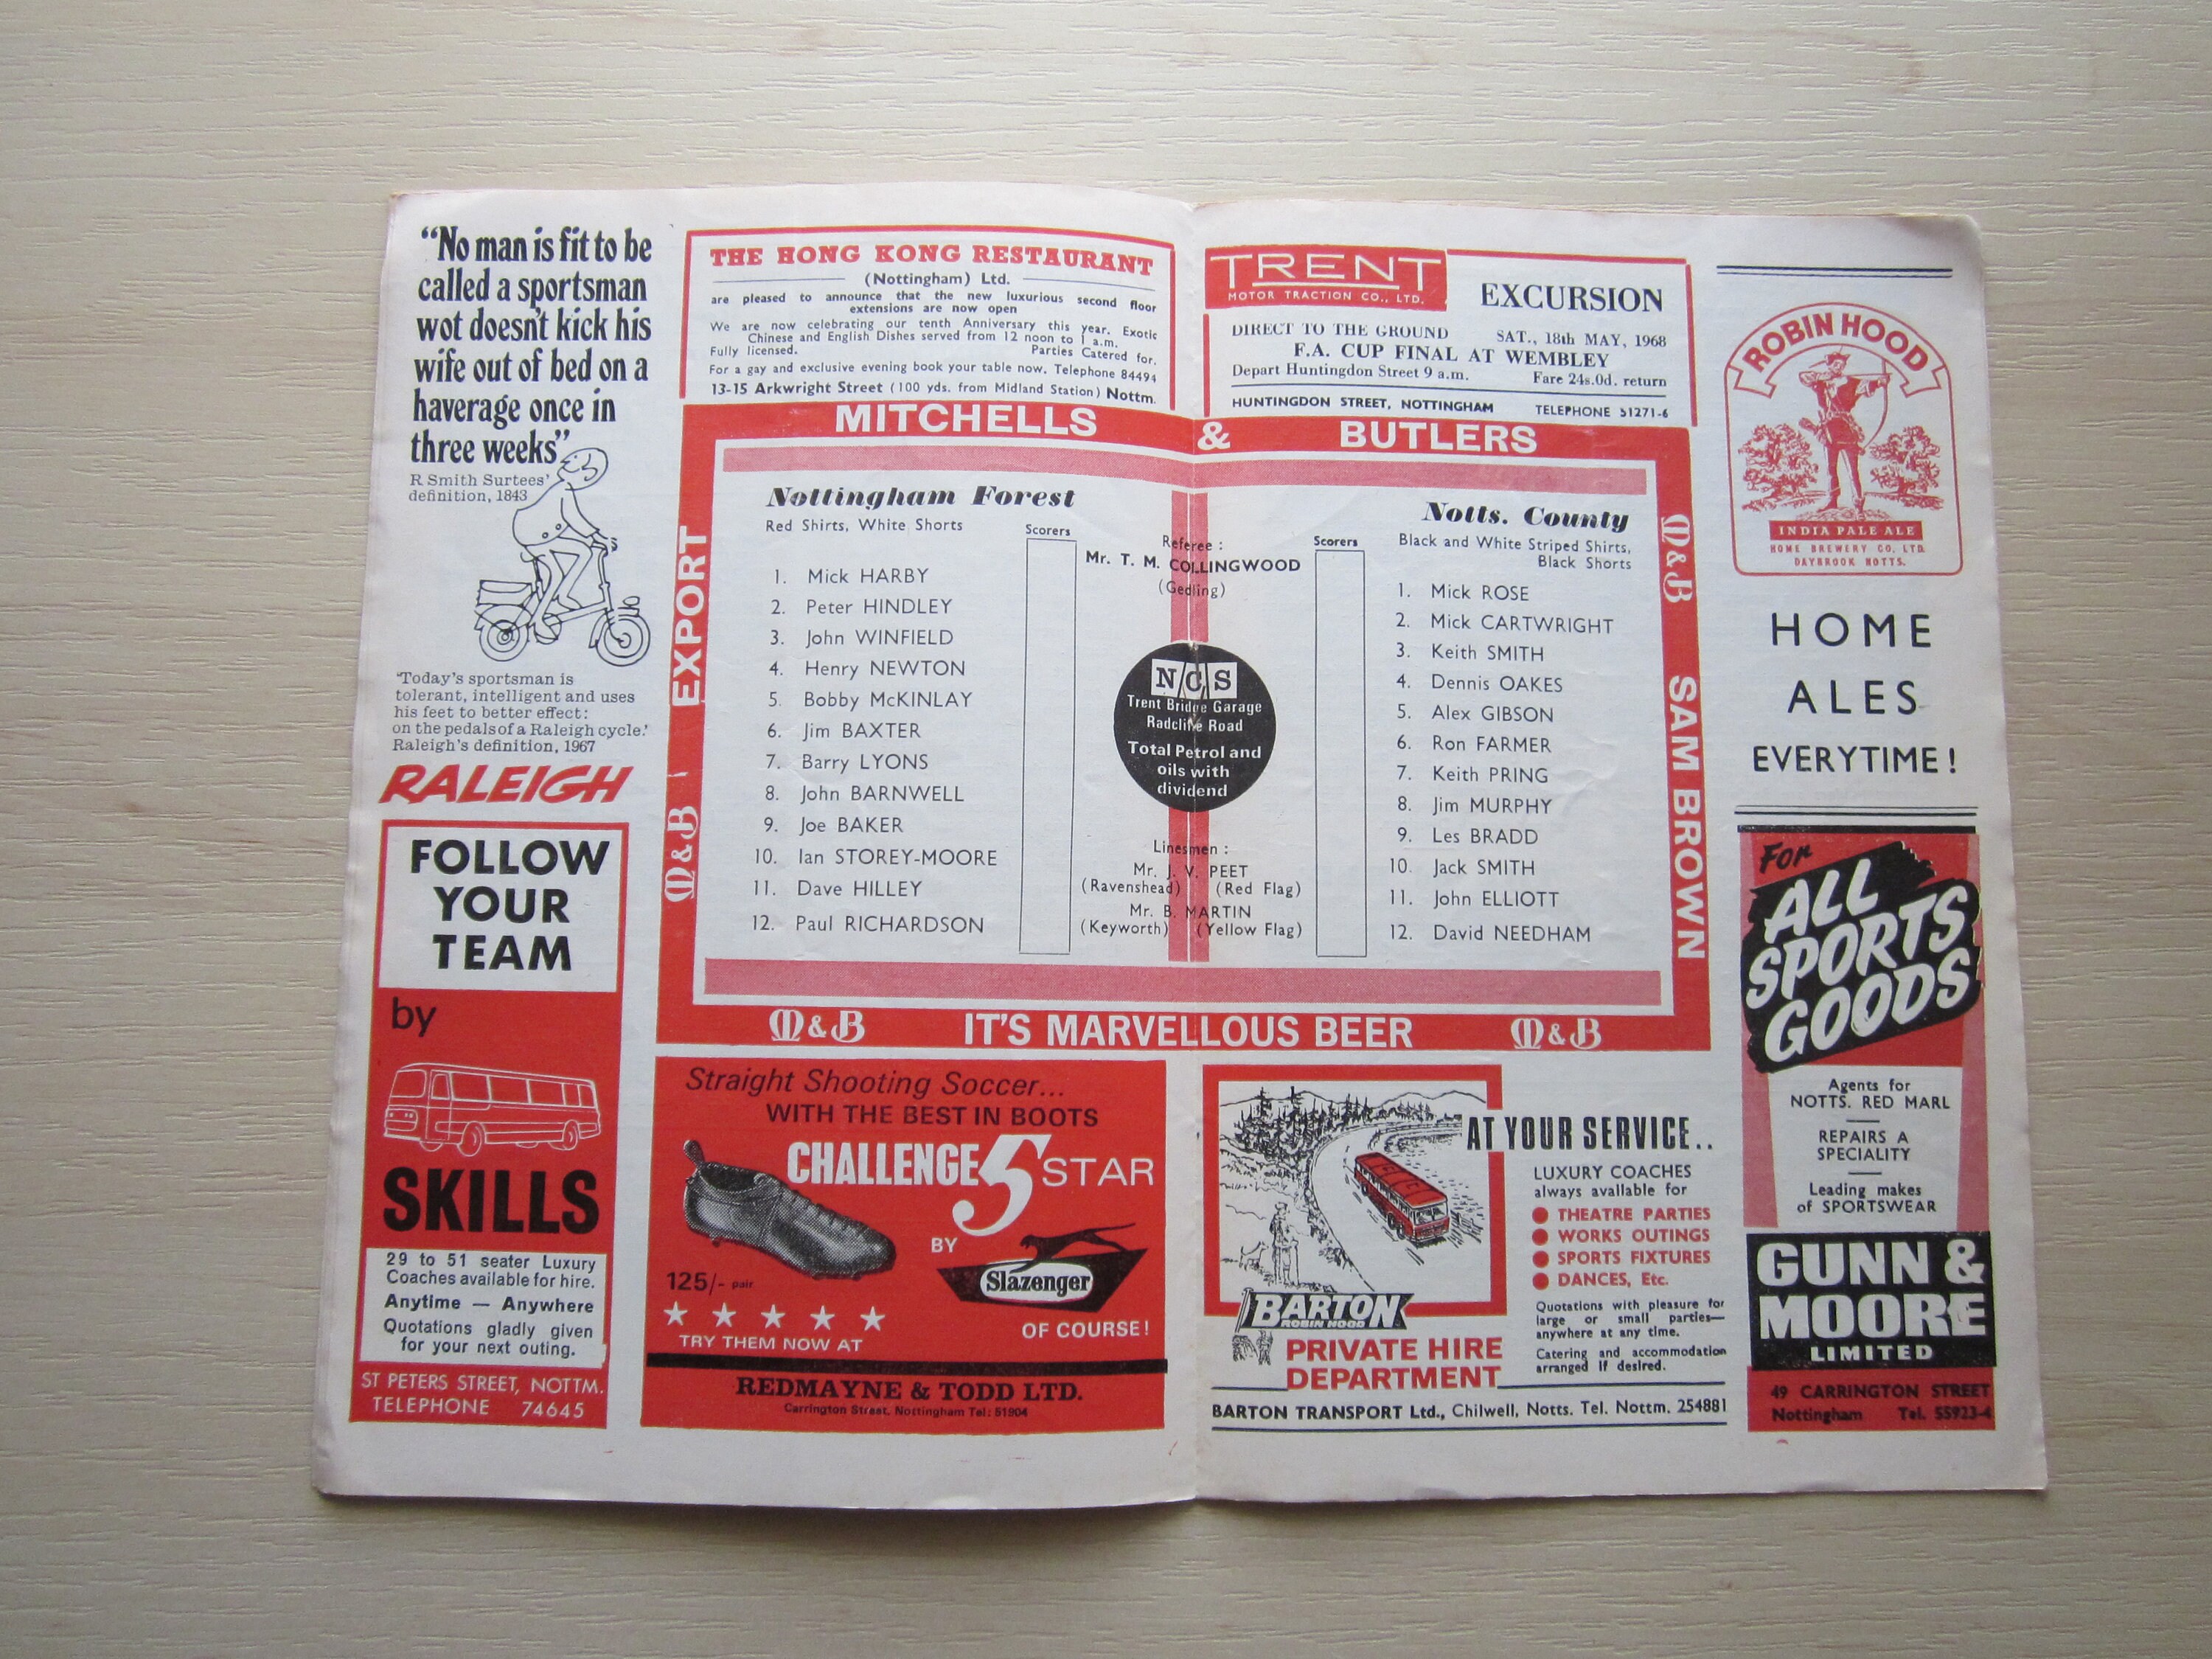 "No man is fit to be
called a sportsman
wot doesn't kick his
wife out of bed on a
haverage once in
three weeks"
R Smith Surtees'
definition, 1843
'Today's sportsman is
tolerant, intelligent and uses
his feet to better effect:
on the pedals of a Raleigh cycle.'
Raleigh's definition, 1967
RALEIGH
FOLLOW
YOUR
TEAM
by
SKILLS
29 to 51 seater Luxury
Coaches available for hire.
Anytime — Anywhere
Quotations gladly given
for your next outing.
ST PETERS STREET, NOTTM.
TELEPHONE 74645
THE HONG KONG RESTAURANT
(Nottingham) Ltd.
are pleased to announce that the new luxurious second floor
extensions are now open
We are now celebrating our tenth Anniversary this year. Exotic
Chinese and English Dishes served from 12 noon to 1 a.m.
Fully licensed. Parties Catered for.
For a gay and exclusive evening book your table now. Telephone 84494
13-15 Arkwright Street (100 yds. from Midland Station) Nottm.
TRENT
MOTOR TRACTION CO., LTD.
EXCURSION
DIRECT TO THE GROUND SAT., 18th MAY, 1968
F.A. CUP FINAL AT WEMBLEY
Depart Huntingdon Street 9 a.m. Fare 24s.0d. return
HUNTINGDON STREET, NOTTINGHAM TELEPHONE 51271-6
MITCHELLS & BUTLERS
EXPORT
M&B
M&B
SAM BROWN
Nottingham Forest
Red Shirts, White Shorts
Scorers
1. Mick HARBY
2. Peter HINDLEY
3. John WINFIELD
4. Henry NEWTON
5. Bobby McKINLAY
6. Jim BAXTER
7. Barry LYONS
8. John BARNWELL
9. Joe BAKER
10. Ian STOREY-MOORE
11. Dave HILLEY
12. Paul RICHARDSON
Referee :
Mr. T. M. COLLINGWOOD
(Gedling)
NCS
Trent Bridge Garage
Radcliffe Road
Total Petrol and
oils with
dividend
Linesmen :
Mr. J. V. PEET
(Ravenshead) (Red Flag)
Mr. B. MARTIN
(Keyworth) (Yellow Flag)
Scorers
Notts. County
Black and White Striped Shirts,
Black Shorts
1. Mick ROSE
2. Mick CARTWRIGHT
3. Keith SMITH
4. Dennis OAKES
5. Alex GIBSON
6. Ron FARMER
7. Keith PRING
8. Jim MURPHY
9. Les BRADD
10. Jack SMITH
11. John ELLIOTT
12. David NEEDHAM
M&B IT'S MARVELLOUS BEER M&B
Straight Shooting Soccer...
WITH THE BEST IN BOOTS
CHALLENGE 5 STAR
BY
Slazenger
125/- pair
OF COURSE!
TRY THEM NOW AT
REDMAYNE & TODD LTD.
Carrington Street, Nottingham Tel: 51904
AT YOUR SERVICE..
LUXURY COACHES
always available for
THEATRE PARTIES
WORKS OUTINGS
SPORTS FIXTURES
DANCES, Etc.
Quotations with pleasure for
large or small parties—
anywhere at any time.
Catering and accommodation
arranged if desired.
BARTON
ROBIN HOOD
PRIVATE HIRE
DEPARTMENT
BARTON TRANSPORT Ltd., Chilwell, Notts. Tel. Nottm. 254881
ROBIN HOOD
INDIA PALE ALE
HOME BREWERY CO. LTD.
DAYBROOK NOTTS.
HOME
ALES
EVERYTIME!
For
ALL
SPORTS
GOODS
Agents for
NOTTS. RED MARL
REPAIRS A
SPECIALITY
Leading makes
of SPORTSWEAR
GUNN &
MOORE
LIMITED
49 CARRINGTON STREET
Nottingham Tel. 55923-4